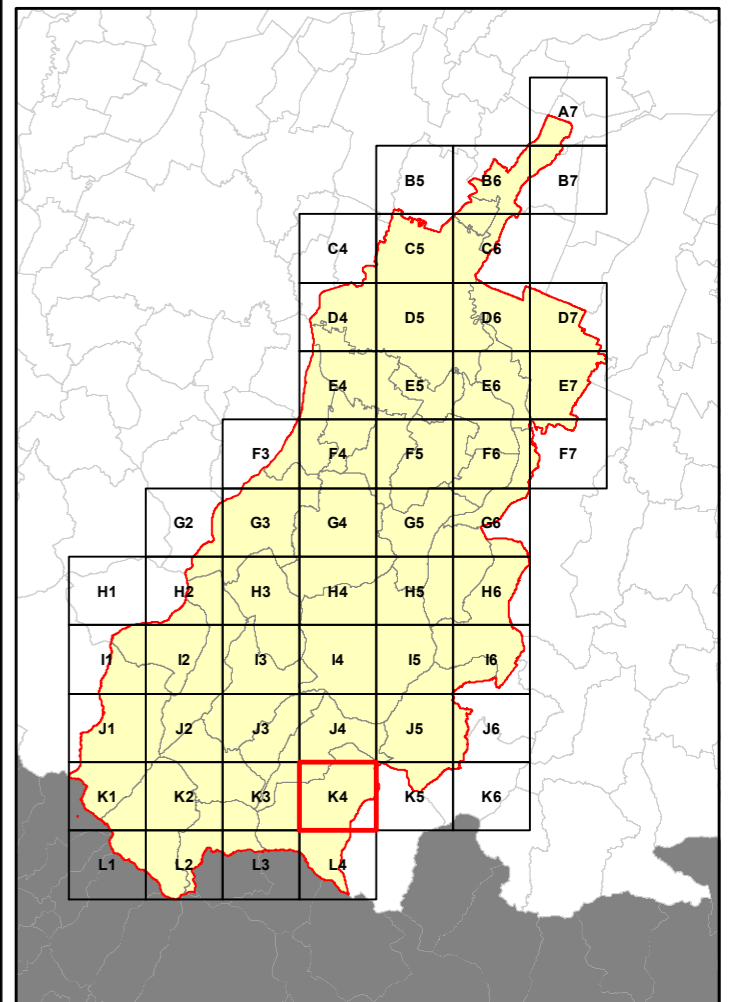 A7
B5 B6 B7
C4 C5 C6
D4 D5 D6 D7
E4 E5 E6 E7
F3 F4 F5 F6 F7
G2 G3 G4 G5 G6
H1 H2 H3 H4 H5 H6
I1 I2 I3 I4 I5 I6
J1 J2 J3 J4 J5 J6
K1 K2 K3 K4 K5 K6
L1 L2 L3 L4